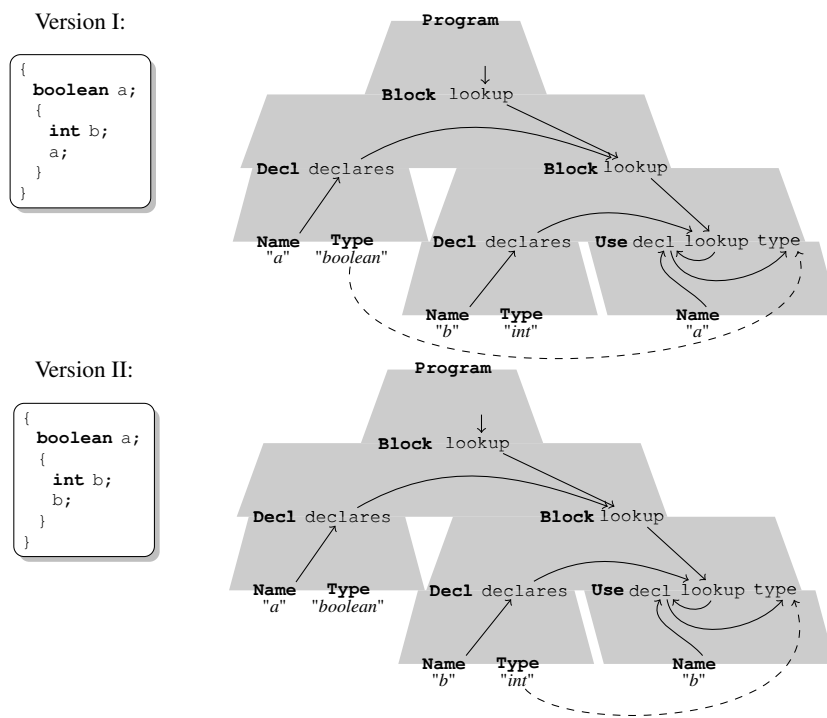 Version I:
{
boolean a;
{
int b;
a;
}
}
Program
Block lookup
Decl declares
Block lookup
Name
"a"
Type
"boolean"
Decl declares
Use decl lookup type
Name
"b"
Type
"int"
Name
"a"
Version II:
{
boolean a;
{
int b;
b;
}
}
Program
Block lookup
Decl declares
Block lookup
Name
"a"
Type
"boolean"
Decl declares
Use decl lookup type
Name
"b"
Type
"int"
Name
"b"